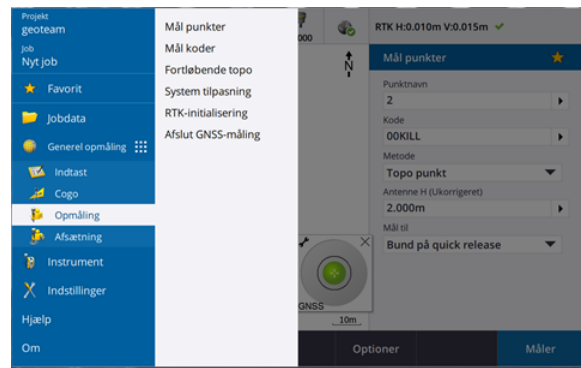 Projekt
geoteam
Job
Nyt job
Favorit
Jobdata
Generel opmåling
Indtast
Cogo
Opmåling
Afsætning
Instrument
Indstillinger
Hjælp
Om
Mål punkter
Mål koder
Fortløbende topo
System tilpasning
RTK-initialisering
Afslut GNSS-måling
000
N
GNSS
10m
RTK H:0.010m V:0.015m
Mål punkter
Punktnavn
2
Kode
00KILL
Metode
Topo punkt
Antenne H (Ukorrigeret)
2.000m
Mål til
Bund på quick release
Optioner
Måler